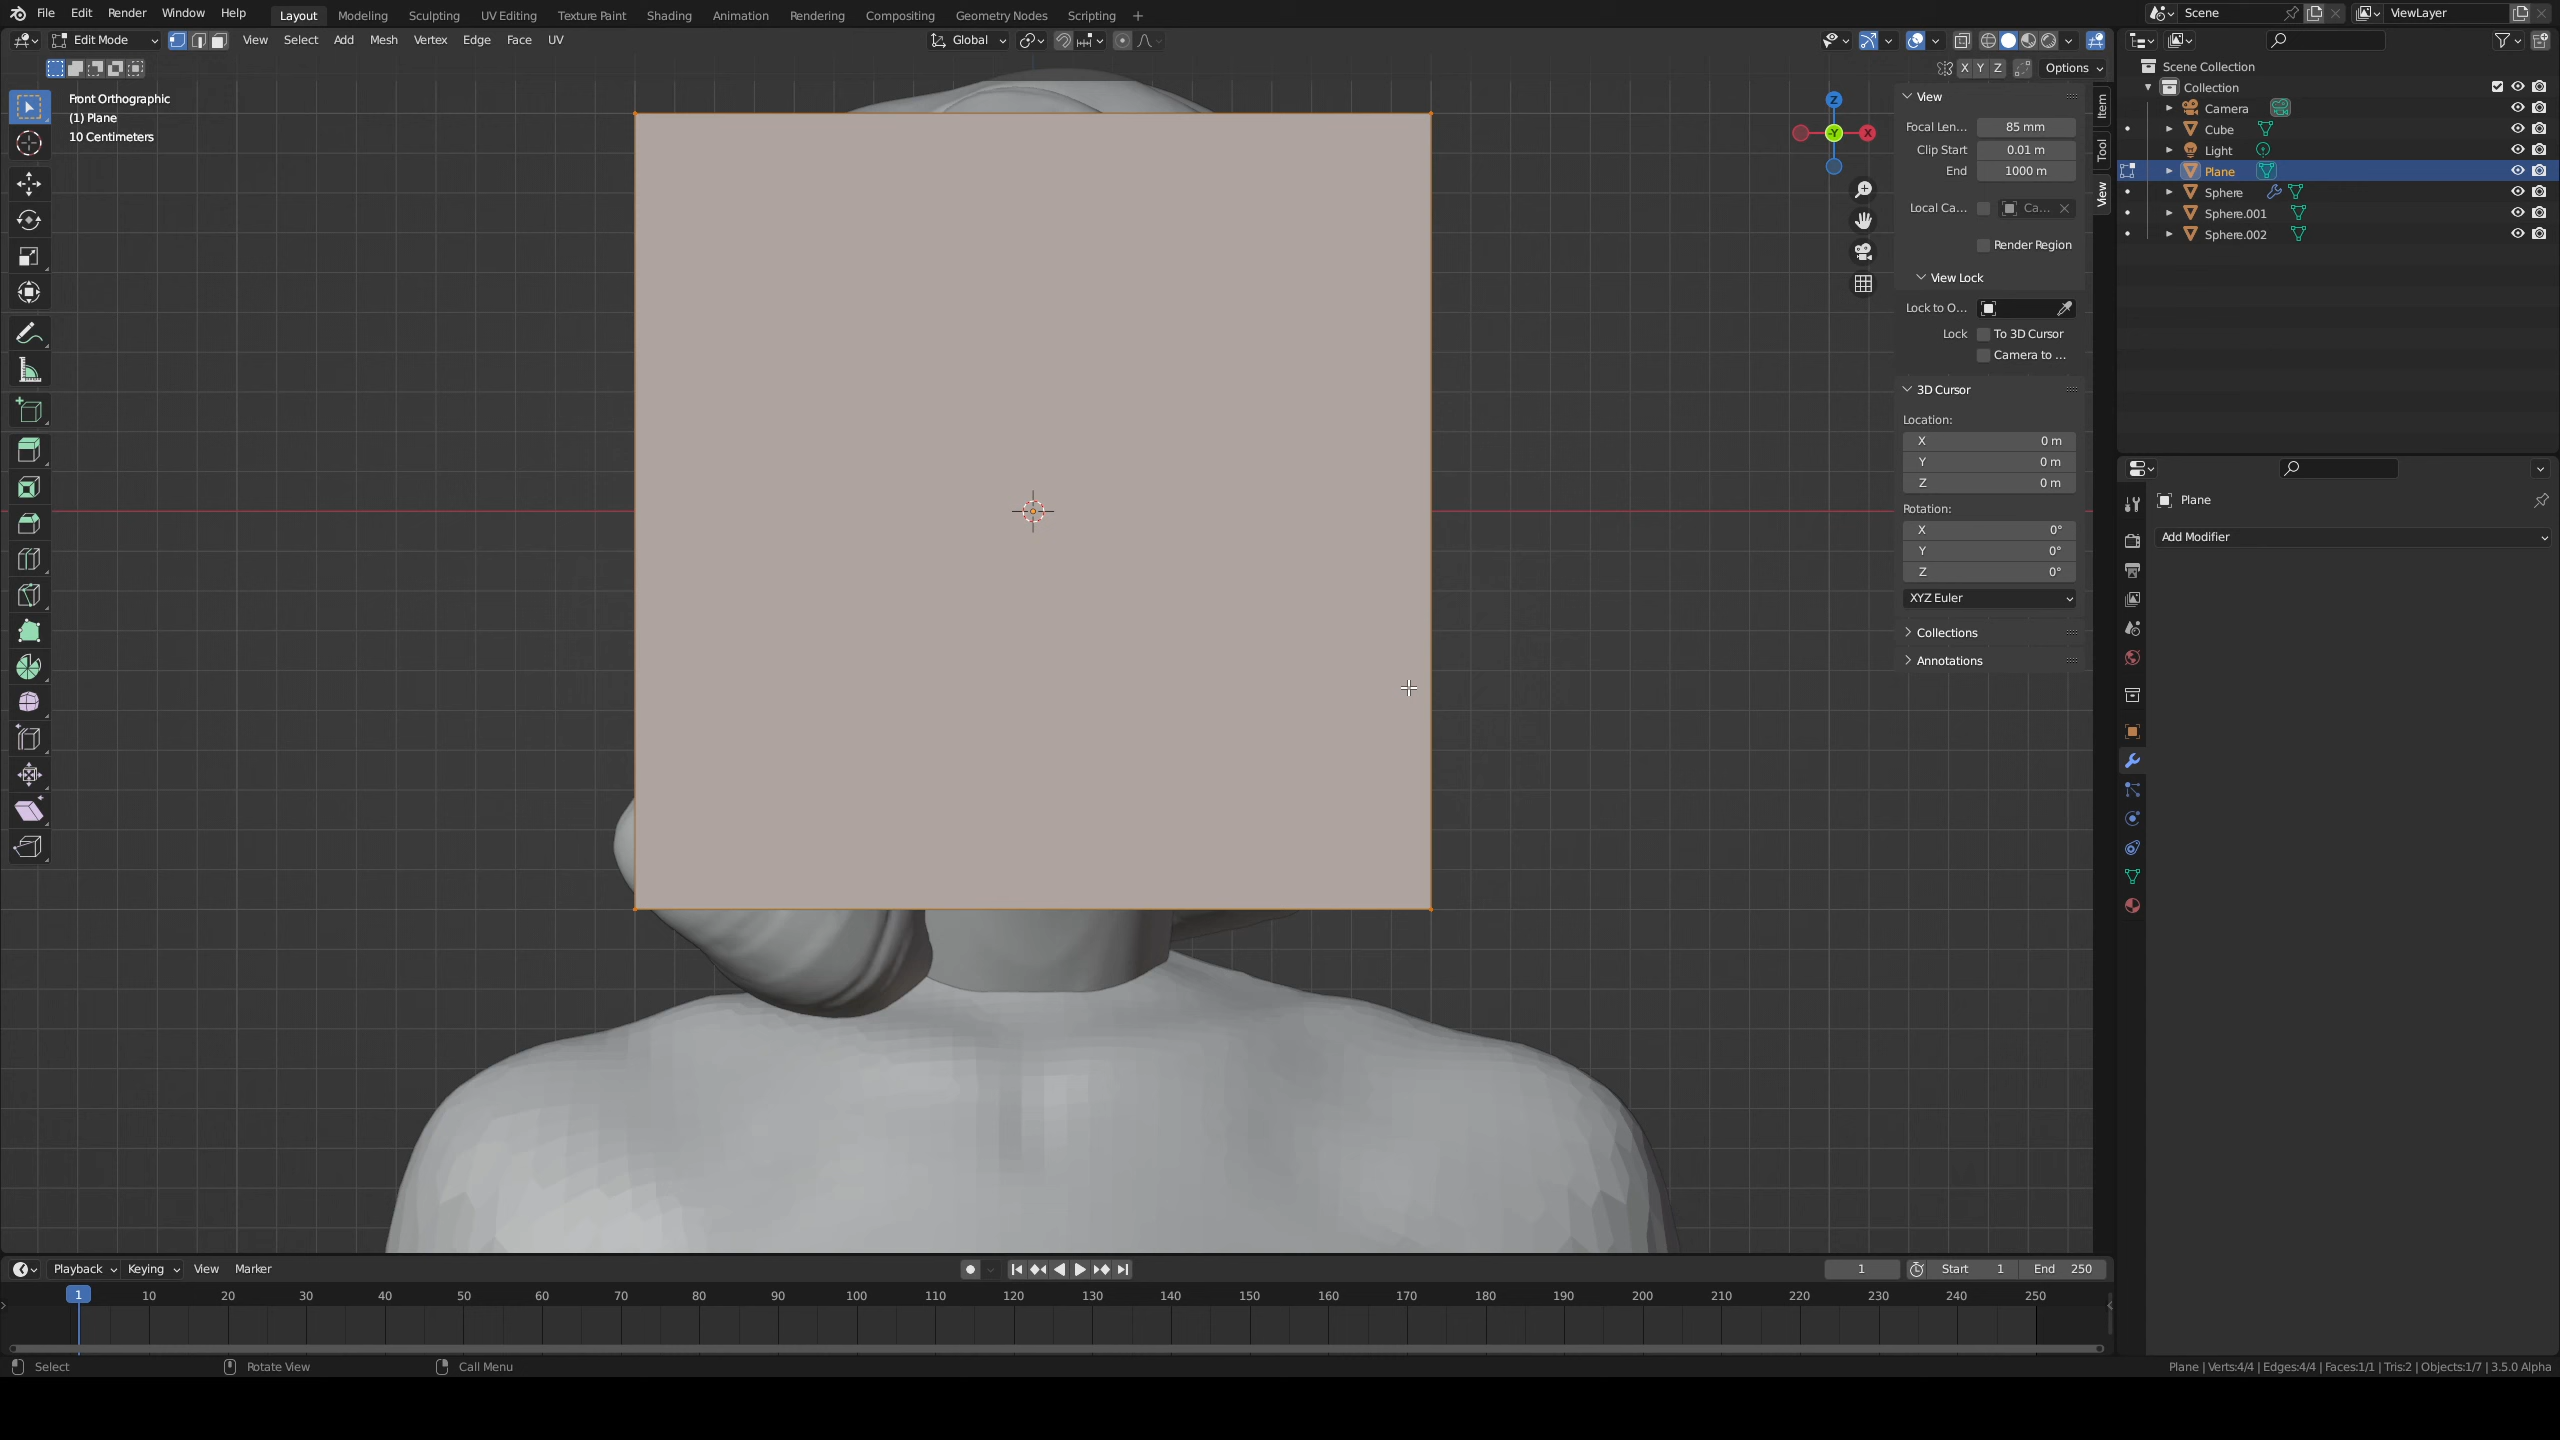 File Edit Render Window Help Layout Modeling Sculpting UV Editing Texture Paint Shading Animation Rendering Compositing Geometry Nodes Scripting + Scene ViewLayer
Edit Mode View Select Add Mesh Vertex Edge Face UV Global
X Y Z Options
Front Orthographic
(1) Plane
10 Centimeters
Z
-Y
X
View
Focal Len... 85 mm
Clip Start 0.01 m
End 1000 m
Local Ca... Ca...
Render Region
View Lock
Lock to O...
Lock To 3D Cursor
Camera to ...
3D Cursor
Location:
X 0 m
Y 0 m
Z 0 m
Rotation:
X 0°
Y 0°
Z 0°
XYZ Euler
Collections
Annotations
Item
Tool
View
Scene Collection
Collection
Camera
Cube
Light
Plane
Sphere
Sphere.001
Sphere.002
Plane
Add Modifier
Playback Keying View Marker 1 Start 1 End 250
1 10 20 30 40 50 60 70 80 90 100 110 120 130 140 150 160 170 180 190 200 210 220 230 240 250
Select Rotate View Call Menu Plane | Verts:4/4 | Edges:4/4 | Faces:1/1 | Tris:2 | Objects:1/7 | 3.5.0 Alpha